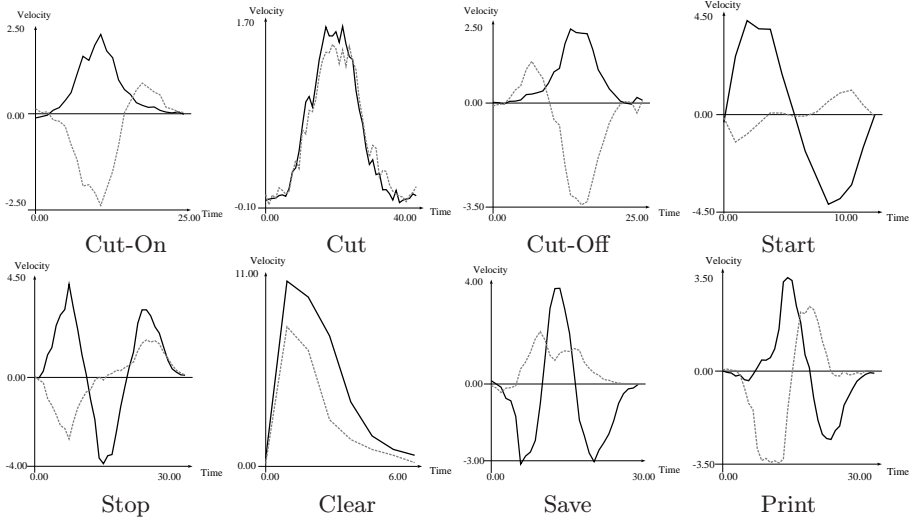 Velocity
2.50
0.00
-2.50
0.00
25.00
Time
Cut-On
Velocity
1.70
-0.10
0.00
40.00
Time
Cut
Velocity
2.50
0.00
-3.50
0.00
25.00
Time
Cut-Off
Velocity
4.50
0.00
-4.50
0.00
10.00
Time
Start
Velocity
4.50
0.00
-4.00
0.00
30.00
Time
Stop
Velocity
11.00
0.00
0.00
6.00
Time
Clear
Velocity
4.00
0.00
-3.00
0.00
30.00
Time
Save
Velocity
3.50
0.00
-3.50
0.00
30.00
Time
Print